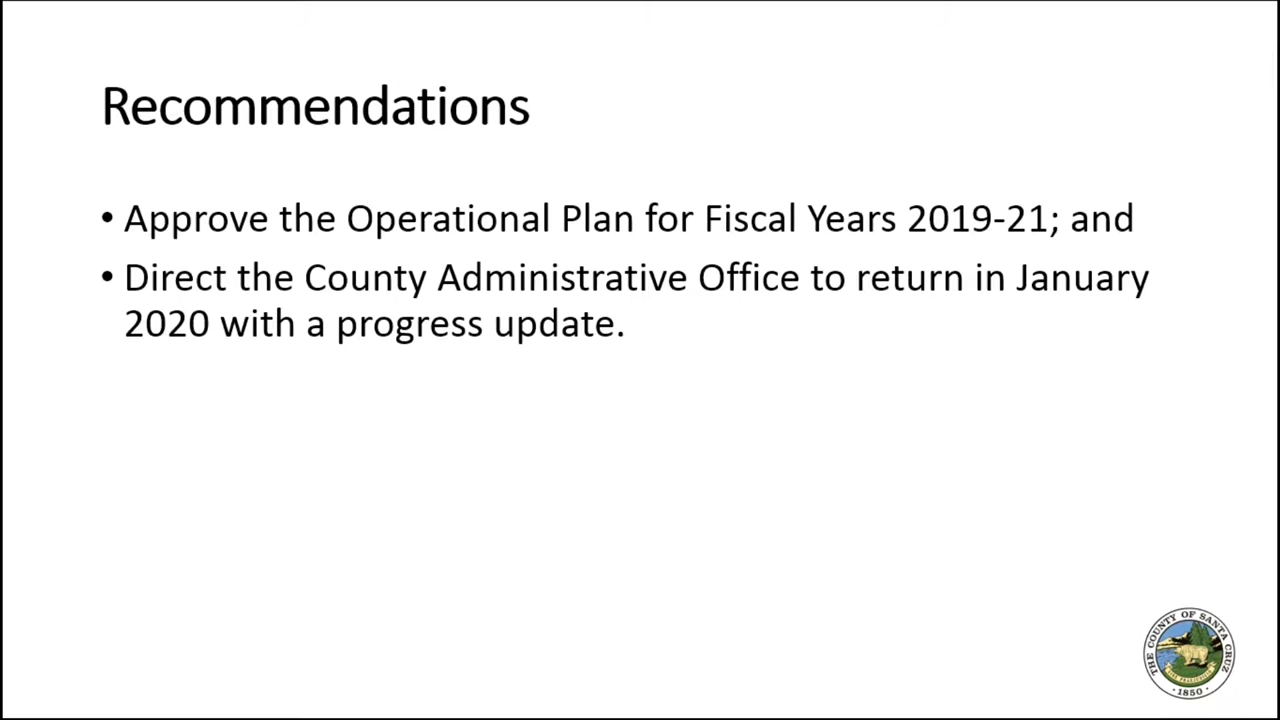 Recommendations
• Approve the Operational Plan for Fiscal Years 2019-21; and
• Direct the County Administrative Office to return in January
2020 with a progress update.
THE COUNTY OF SANTA CRUZ
· 1850 ·